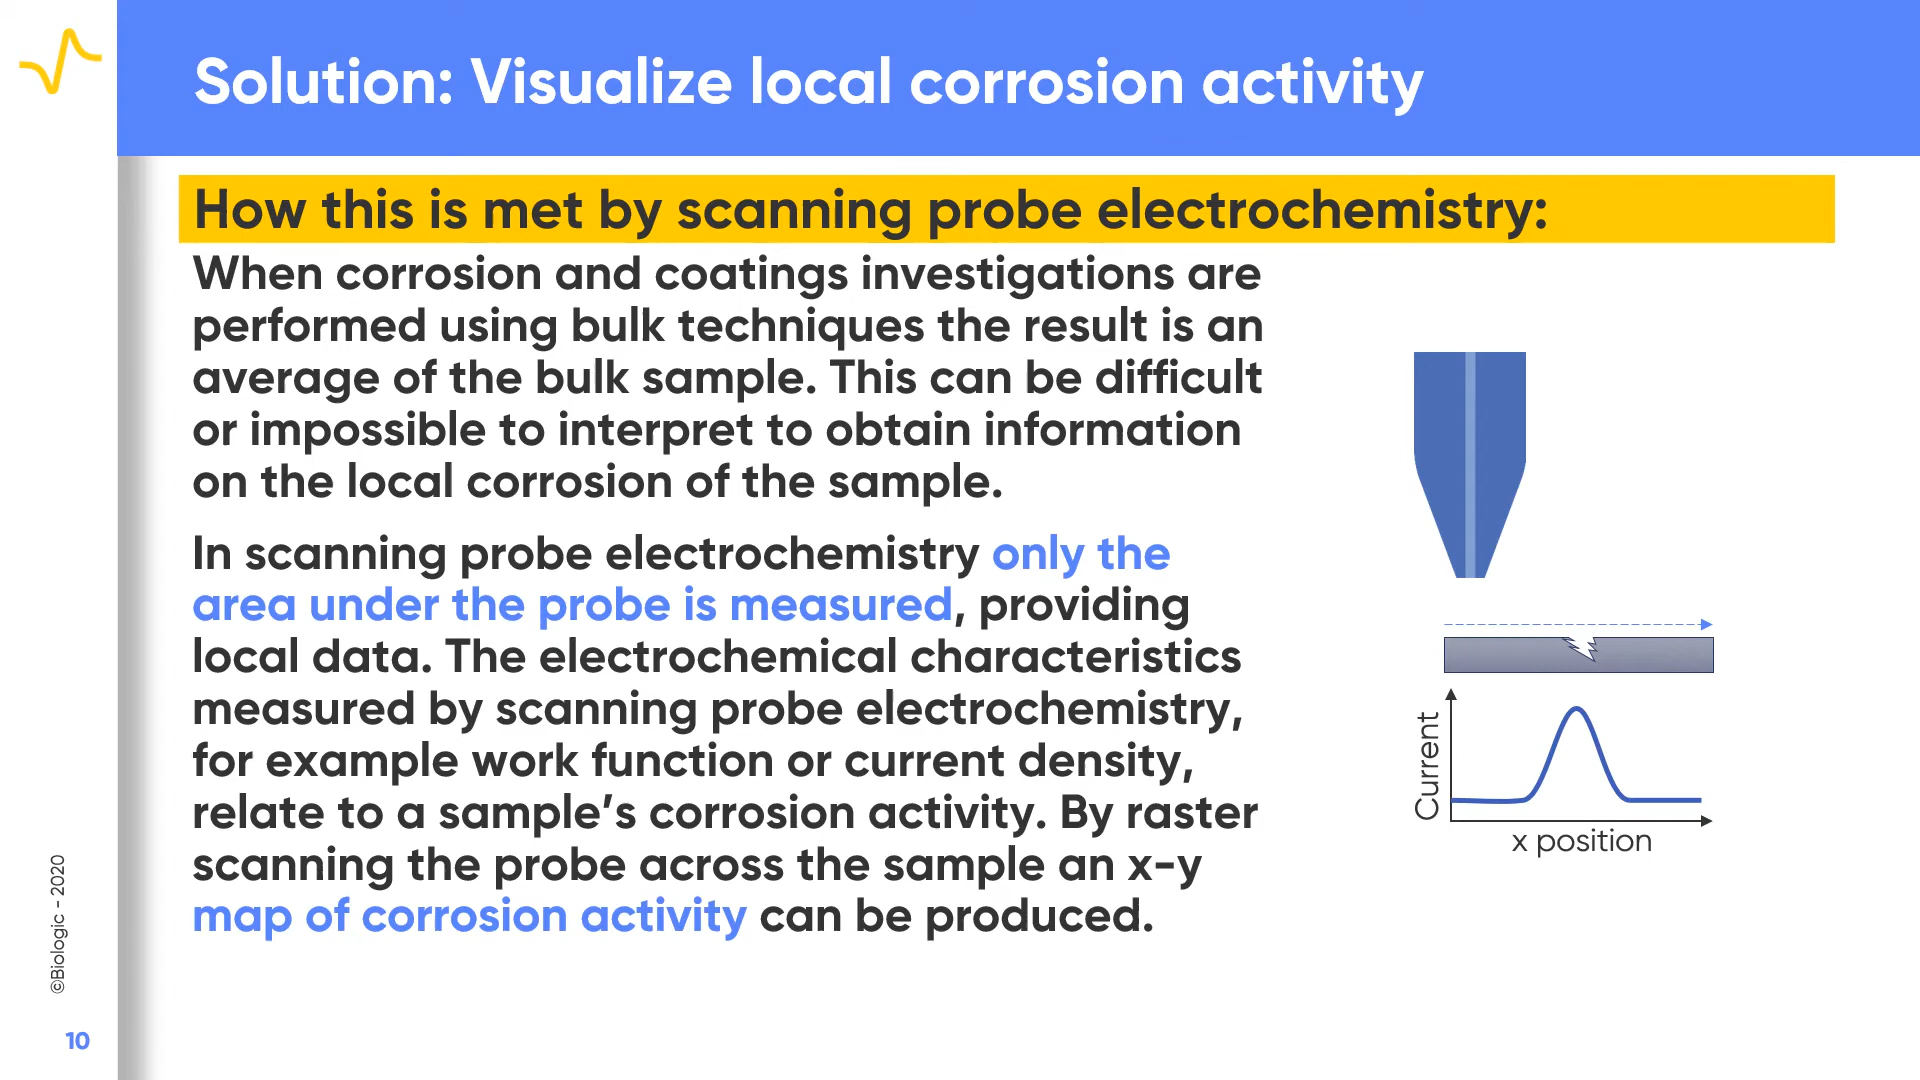 Solution: Visualize local corrosion activity
How this is met by scanning probe electrochemistry:
When corrosion and coatings investigations are
performed using bulk techniques the result is an
average of the bulk sample. This can be difficult
or impossible to interpret to obtain information
on the local corrosion of the sample.
In scanning probe electrochemistry only the
area under the probe is measured, providing
local data. The electrochemical characteristics
measured by scanning probe electrochemistry,
for example work function or current density,
relate to a sample’s corrosion activity. By raster
scanning the probe across the sample an x-y
map of corrosion activity can be produced.
Current
x position
©Biologic - 2020
10